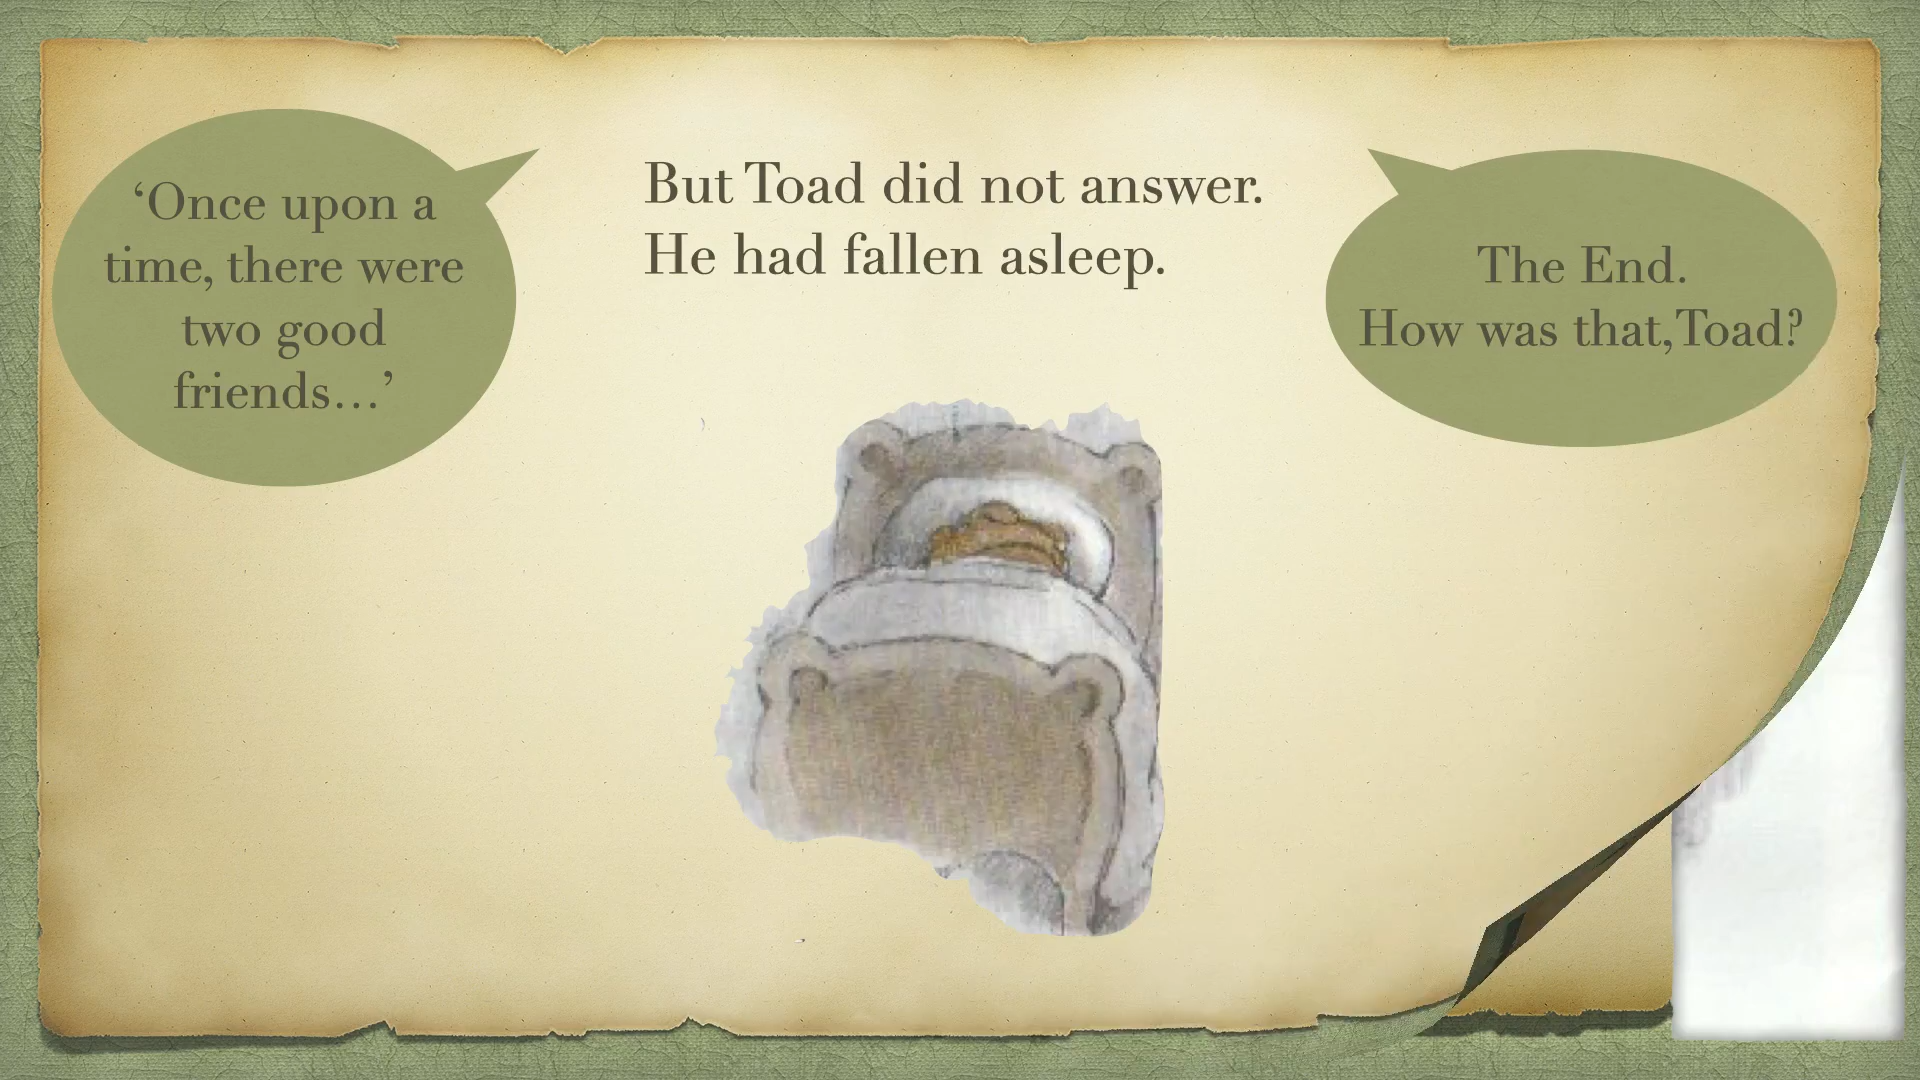 ‘Once upon a
time, there were
two good
friends…’
But Toad did not answer.
He had fallen asleep.
The End.
How was that,Toad?